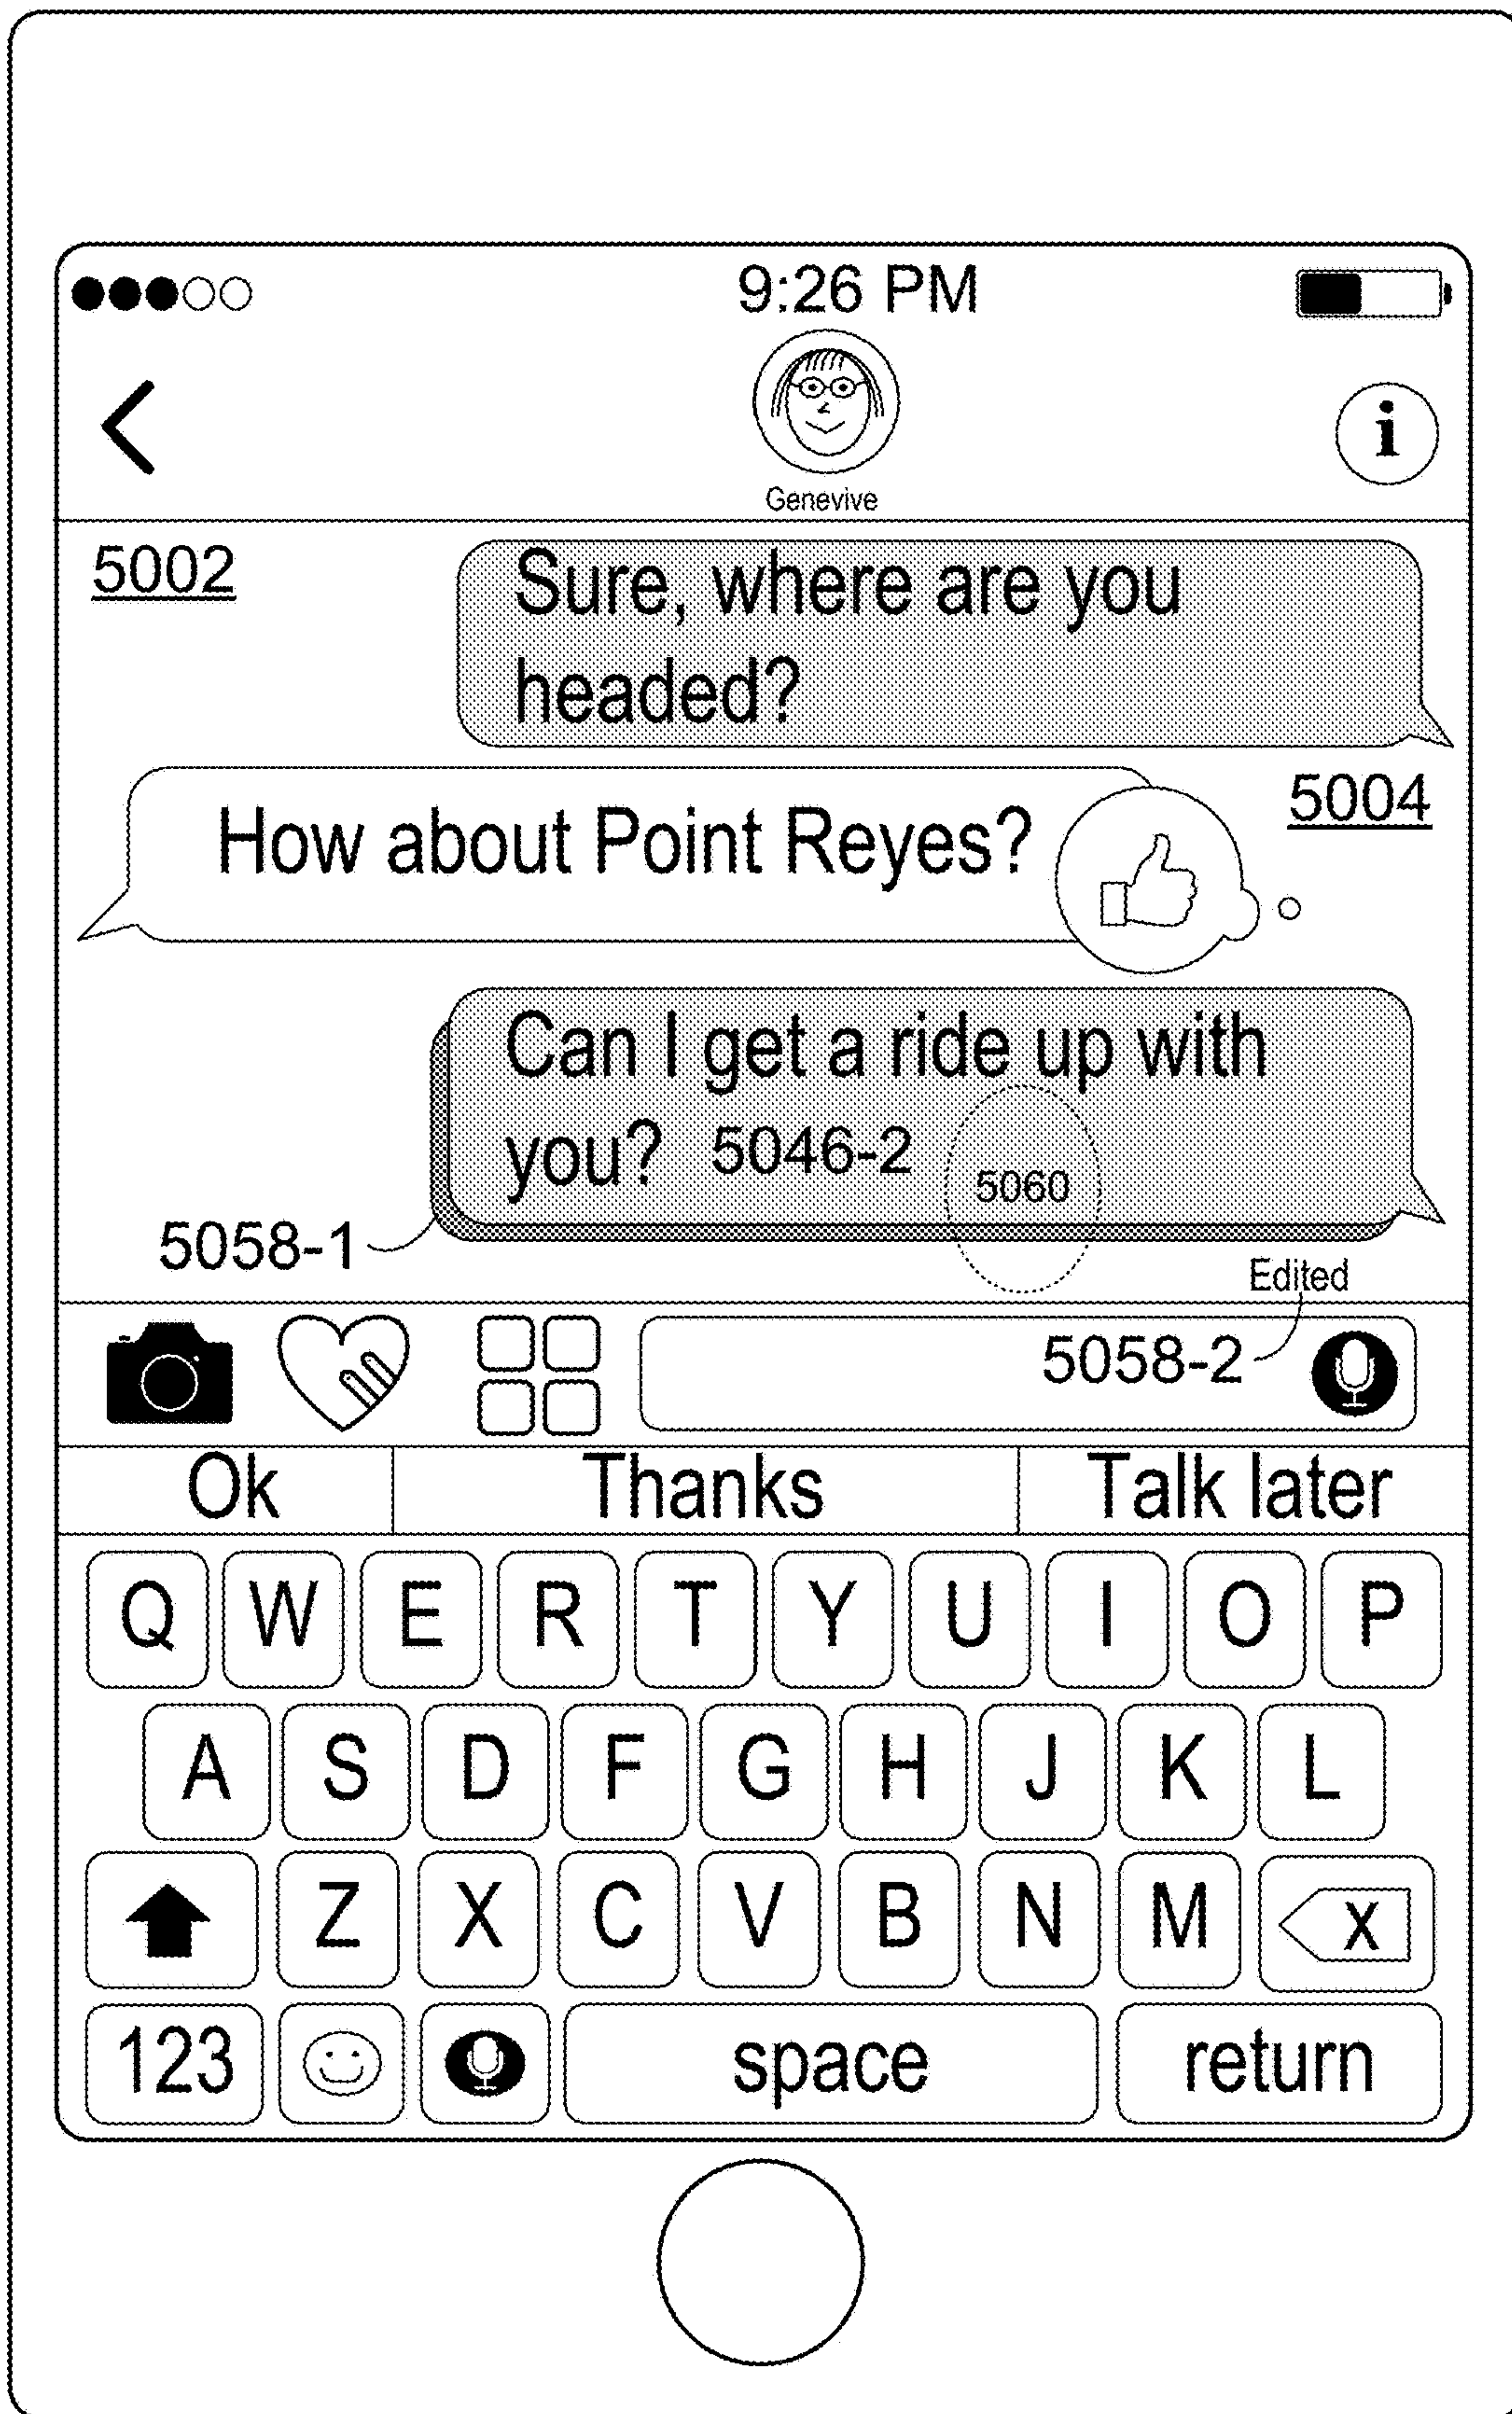 9:26 PM
i
Genevive
5002
Sure, where are you
headed?
5004
How about Point Reyes?
Can I get a ride up with
you? 5046-2
5060
5058-1
Edited
5058-2
Ok Thanks Talk later
Q W E R T Y U I O P
A S D F G H J K L
Z X C V B N M X
123 space return